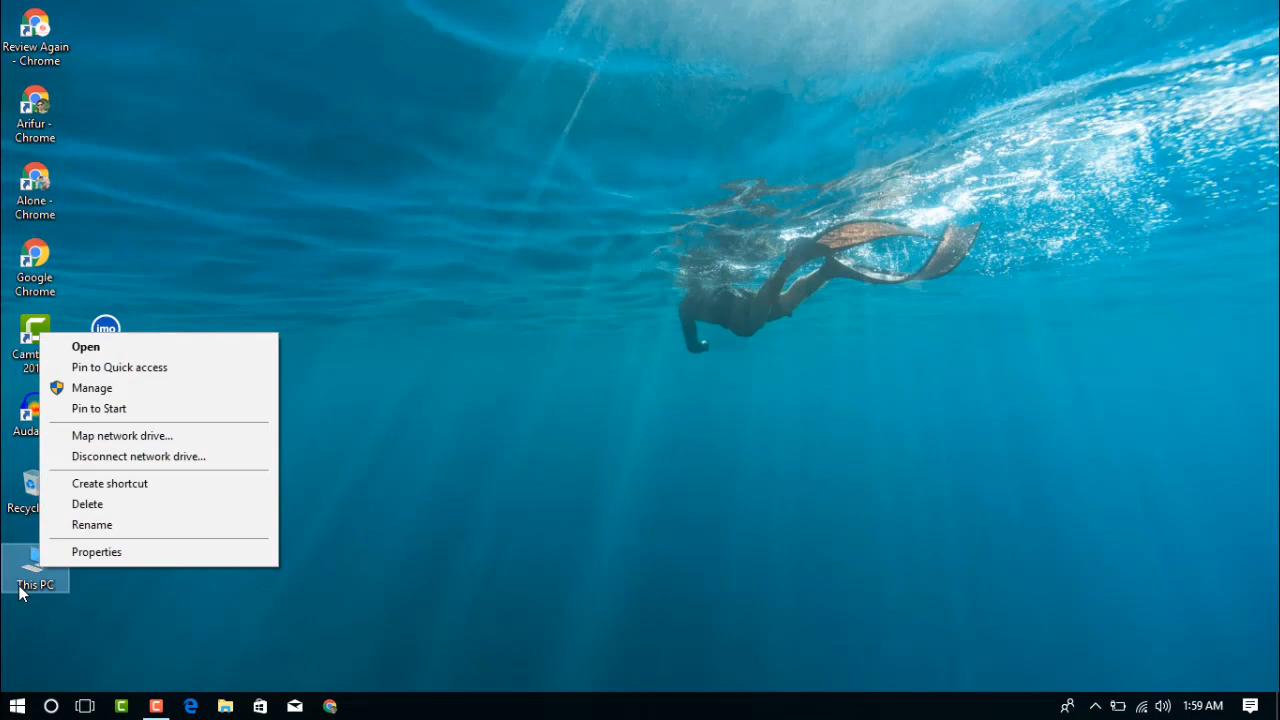 Review Again
- Chrome
Arifur -
Chrome
Alone -
Chrome
Google
Chrome
imo
Open
Pin to Quick access
Manage
Pin to Start
Map network drive...
Disconnect network drive...
Create shortcut
Delete
Rename
Properties
This PC
1:59 AM